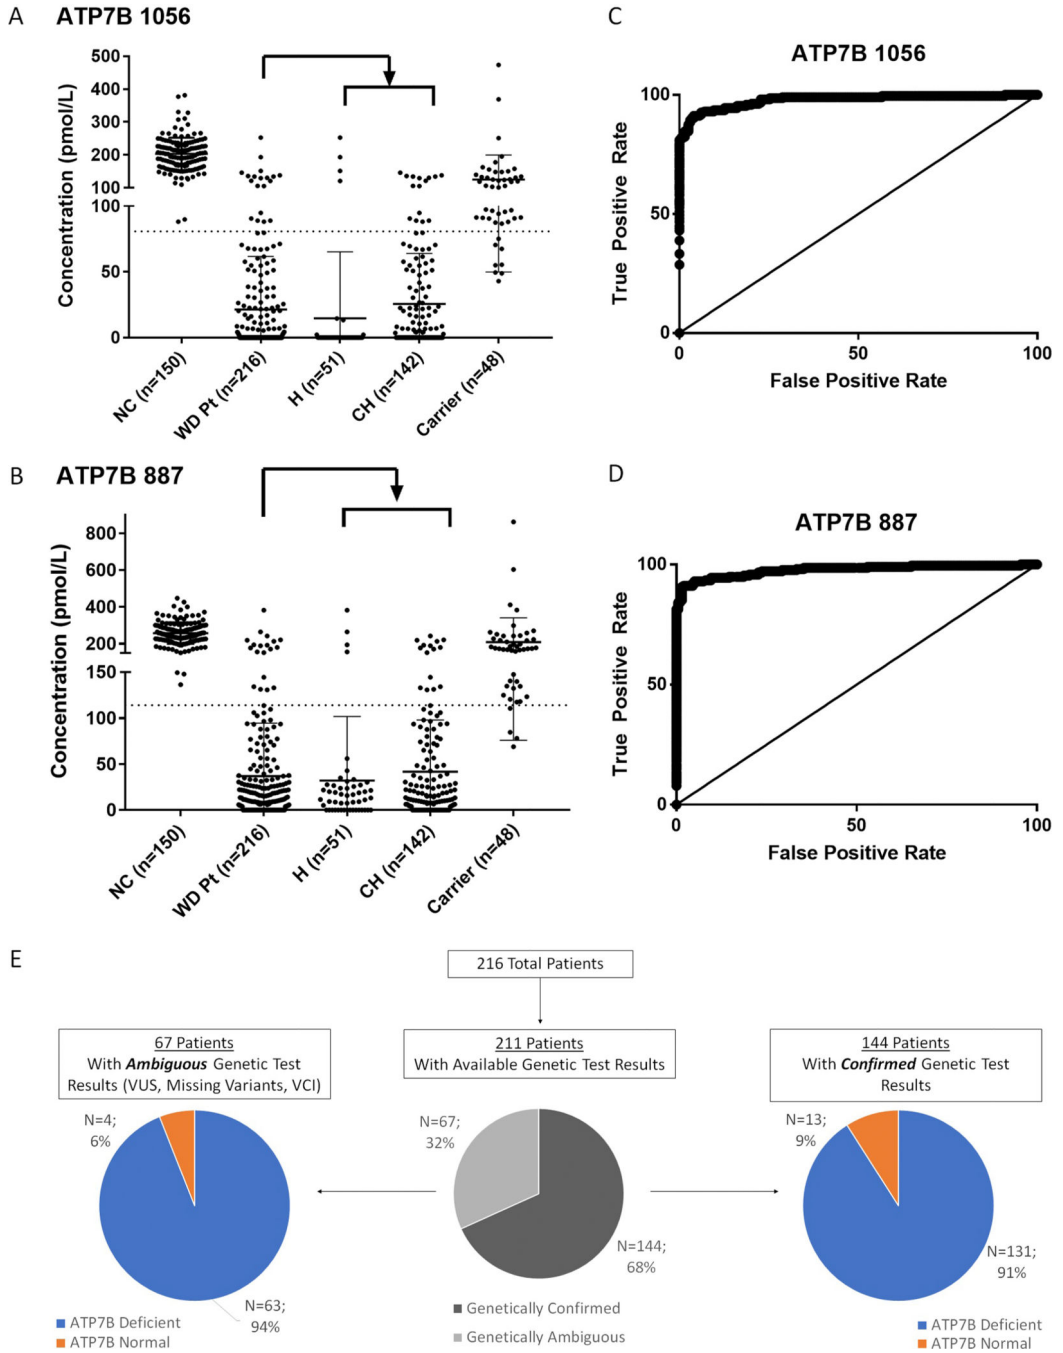 A
ATP7B 1056
Concentration (pmol/L)
500
400
300
200
100
100
50
0
NC (n=150)
WD Pt (n=216)
H (n=51)
CH (n=142)
Carrier (n=48)
C
ATP7B 1056
True Positive Rate
100
50
0
0
50
100
False Positive Rate
B
ATP7B 887
Concentration (pmol/L)
800
600
400
200
150
100
50
0
NC (n=150)
WD Pt (n=216)
H (n=51)
CH (n=142)
Carrier (n=48)
D
ATP7B 887
True Positive Rate
100
50
0
0
50
100
False Positive Rate
E
216 Total Patients
67 Patients
With Ambiguous Genetic Test
Results (VUS, Missing Variants, VCI)
211 Patients
With Available Genetic Test Results
144 Patients
With Confirmed Genetic Test
Results
N=4;
6%
N=63;
94%
ATP7B Deficient
ATP7B Normal
N=67;
32%
N=144;
68%
Genetically Confirmed
Genetically Ambiguous
N=13;
9%
N=131;
91%
ATP7B Deficient
ATP7B Normal